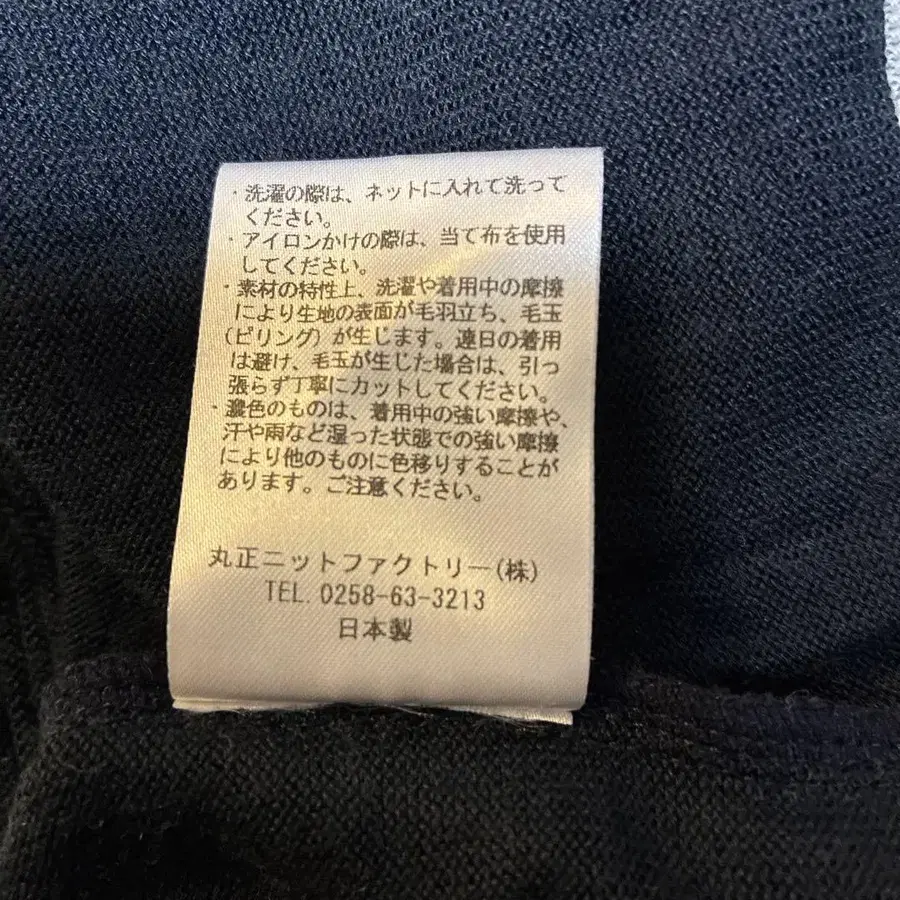 ・洗濯の際は、ネットに入れて洗って
ください。
・アイロンかけの際は、当て布を使用
してください。
・素材の特性上、洗濯や着用中の摩擦
により生地の表面が毛羽立ち、毛玉
(ピリング)が生じます。連日の着用
は避け、毛玉が生じた場合は、引っ
張らず丁寧にカットしてください。
・濃色のものは、着用中の強い摩擦や、
汗や雨など湿った状態での強い摩擦
により他のものに色移りすることが
あります。ご注意ください。
丸正ニットファクトリー(株)
TEL. 0258-63-3213
日本製